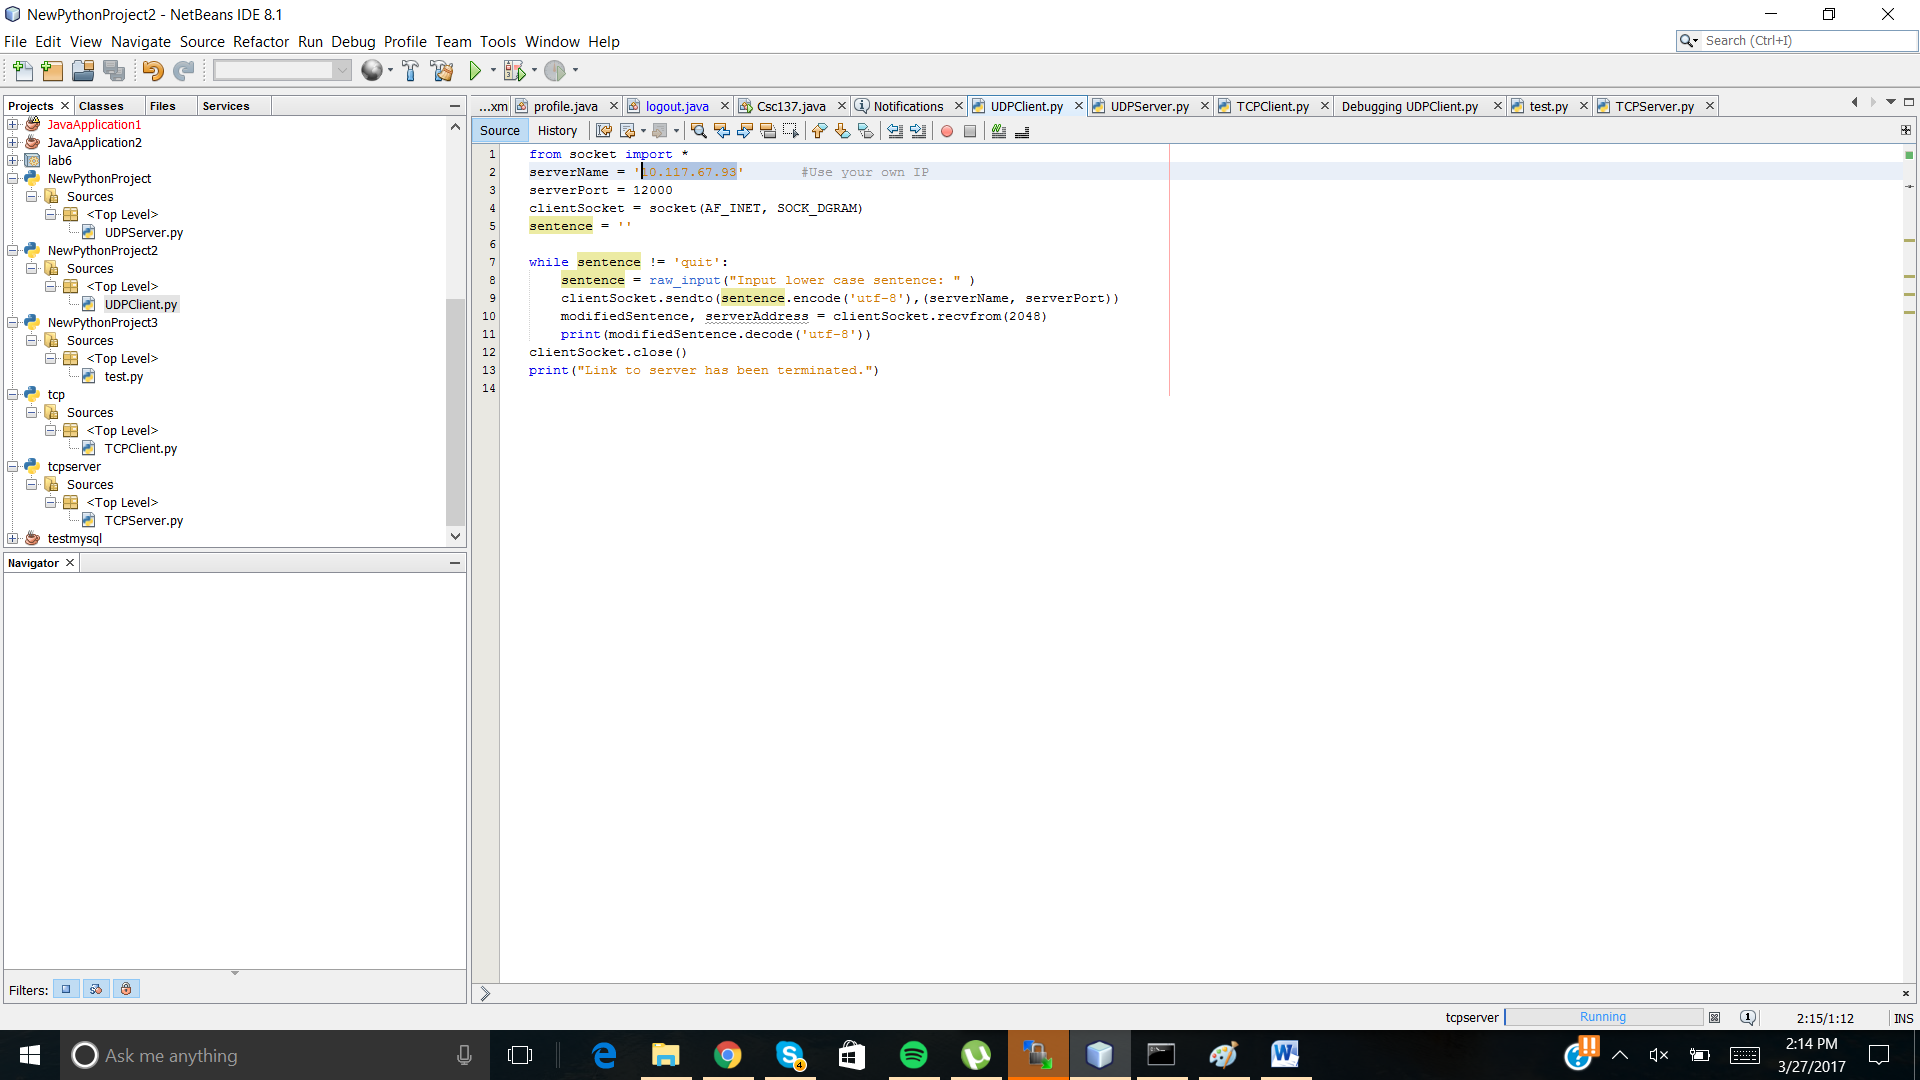 NewPythonProject2 - NetBeans IDE 8.1
File Edit View Navigate Source Refactor Run Debug Profile Team Tools Window Help
Search (Ctrl+I)
Projects Classes Files Services
JavaApplication1
JavaApplication2
lab6
NewPythonProject
Sources
<Top Level>
UDPServer.py
NewPythonProject2
Sources
<Top Level>
UDPClient.py
NewPythonProject3
Sources
<Top Level>
test.py
tcp
Sources
<Top Level>
TCPClient.py
tcpserver
Sources
<Top Level>
TCPServer.py
testmysql
Navigator
Filters:
...xm profile.java logout.java Csc137.java Notifications UDPClient.py UDPServer.py TCPClient.py Debugging UDPClient.py test.py TCPServer.py
Source History
1 from socket import *
2 serverName = '10.117.67.93' #Use your own IP
3 serverPort = 12000
4 clientSocket = socket(AF_INET, SOCK_DGRAM)
5 sentence = ''
6
7 while sentence != 'quit':
8 sentence = raw_input("Input lower case sentence: " )
9 clientSocket.sendto(sentence.encode('utf-8'),(serverName, serverPort))
10 modifiedSentence, serverAddress = clientSocket.recvfrom(2048)
11 print(modifiedSentence.decode('utf-8'))
12 clientSocket.close()
13 print("Link to server has been terminated.")
14
tcpserver Running 2:15/1:12 INS
Ask me anything
4
2:14 PM
3/27/2017